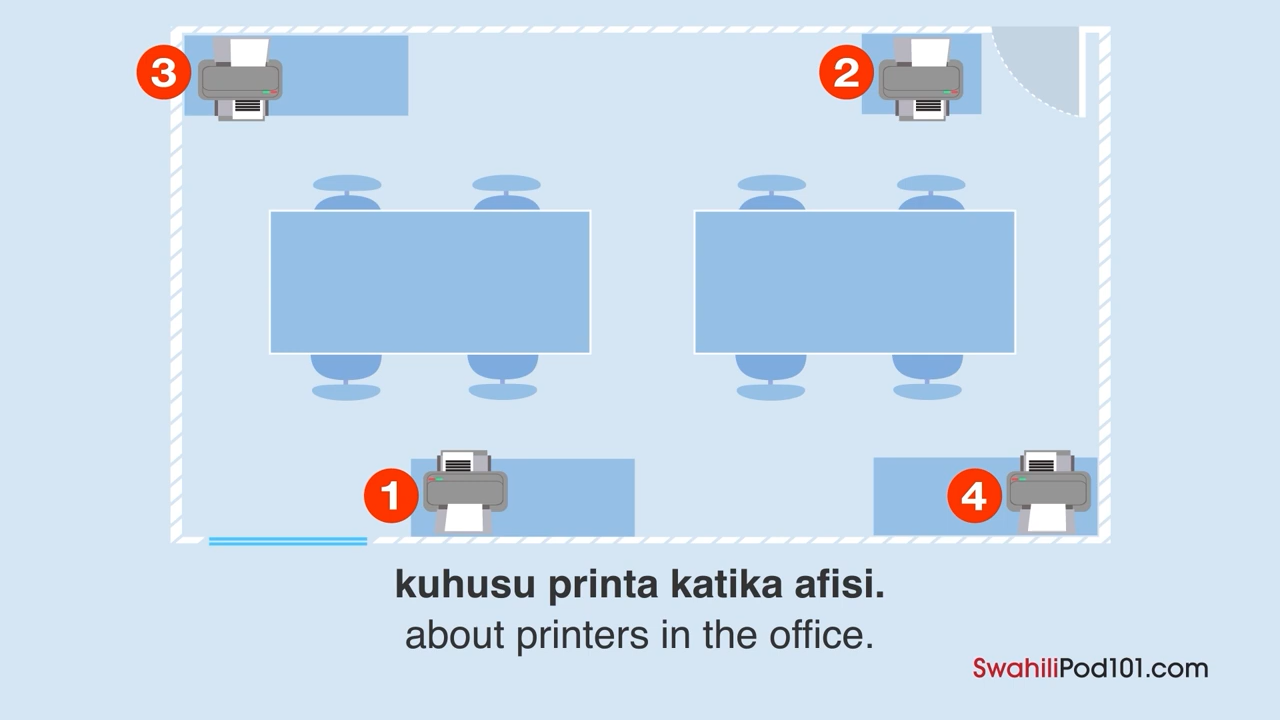 3
2
1
4
kuhusu printa katika afisi.
about printers in the office.
SwahiliPod101.com